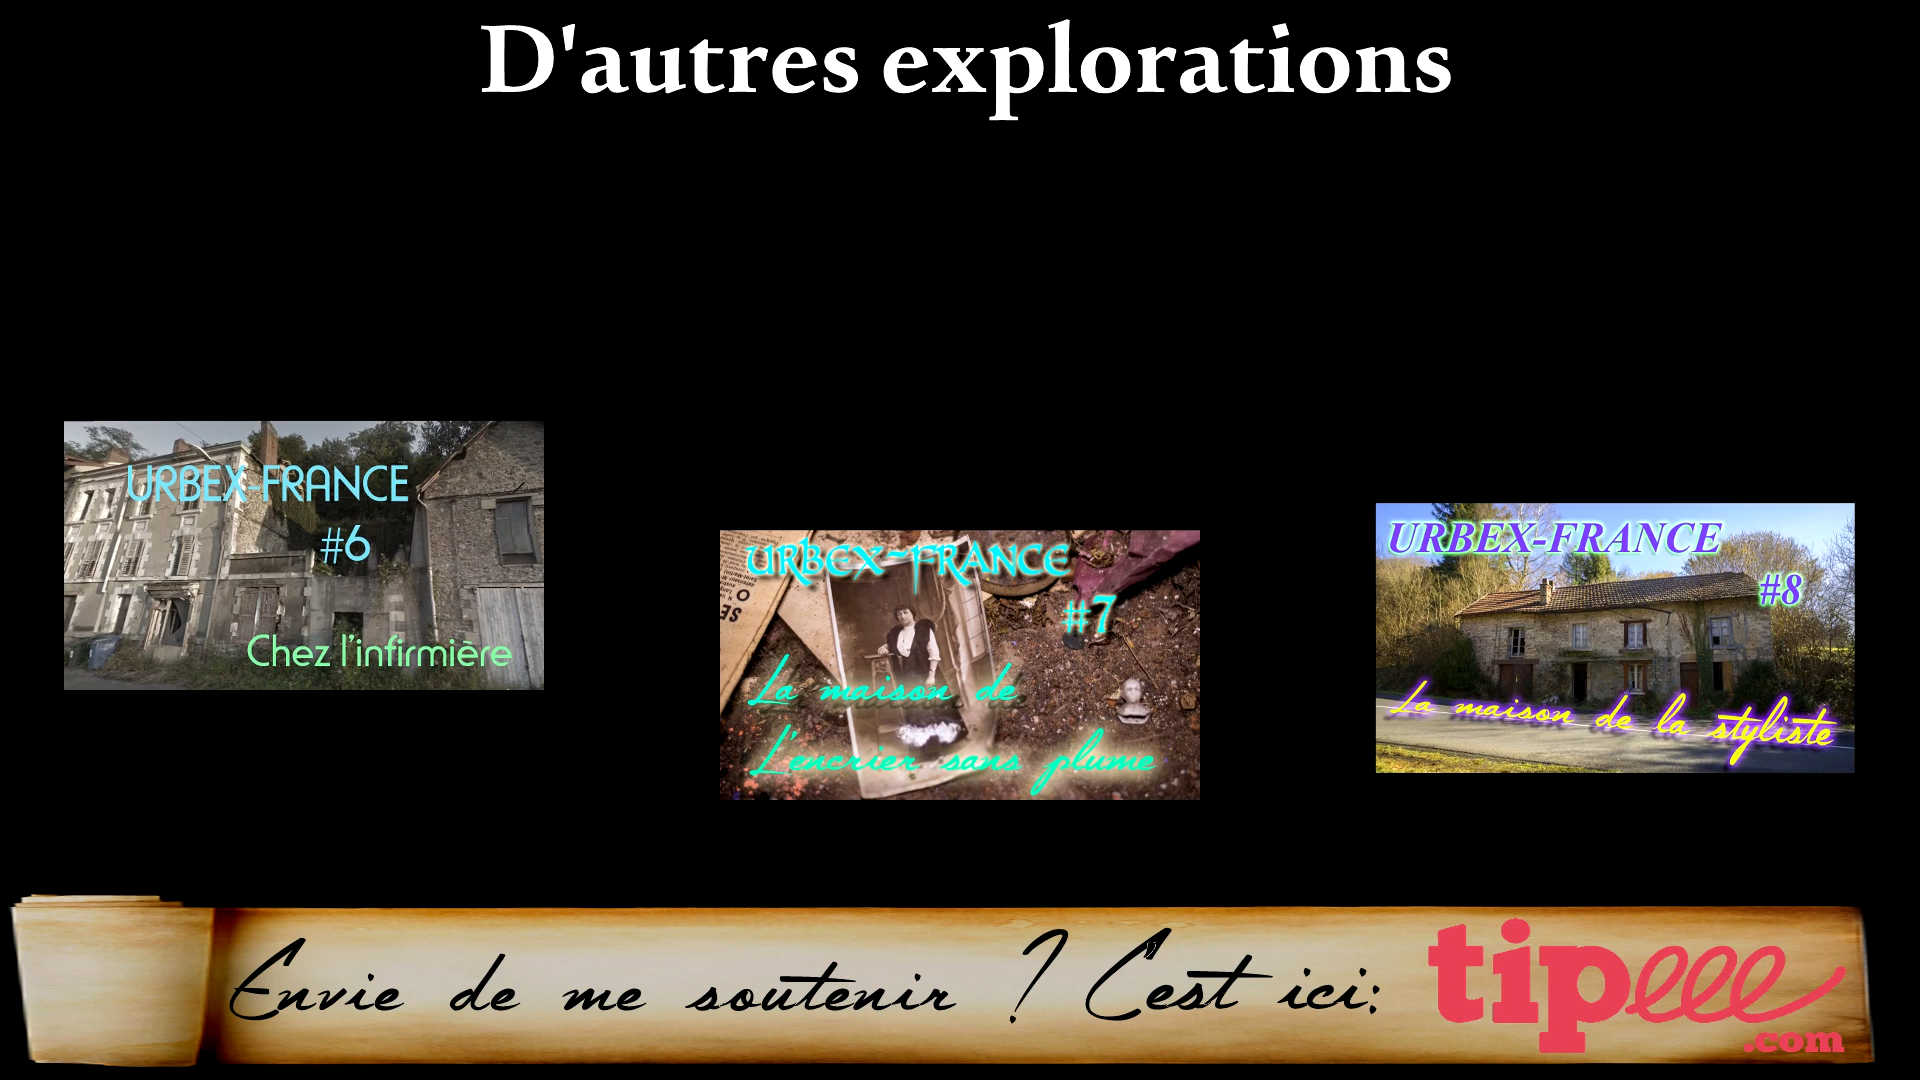 D'autres explorations
URBEX-FRANCE
#6
Chez l'infirmière
URBEX-FRANCE
#7
La maison de
L'encrier sans plume
URBEX-FRANCE
#8
La maison de la styliste
Envie de me soutenir ? C'est ici:
tipeee
.com